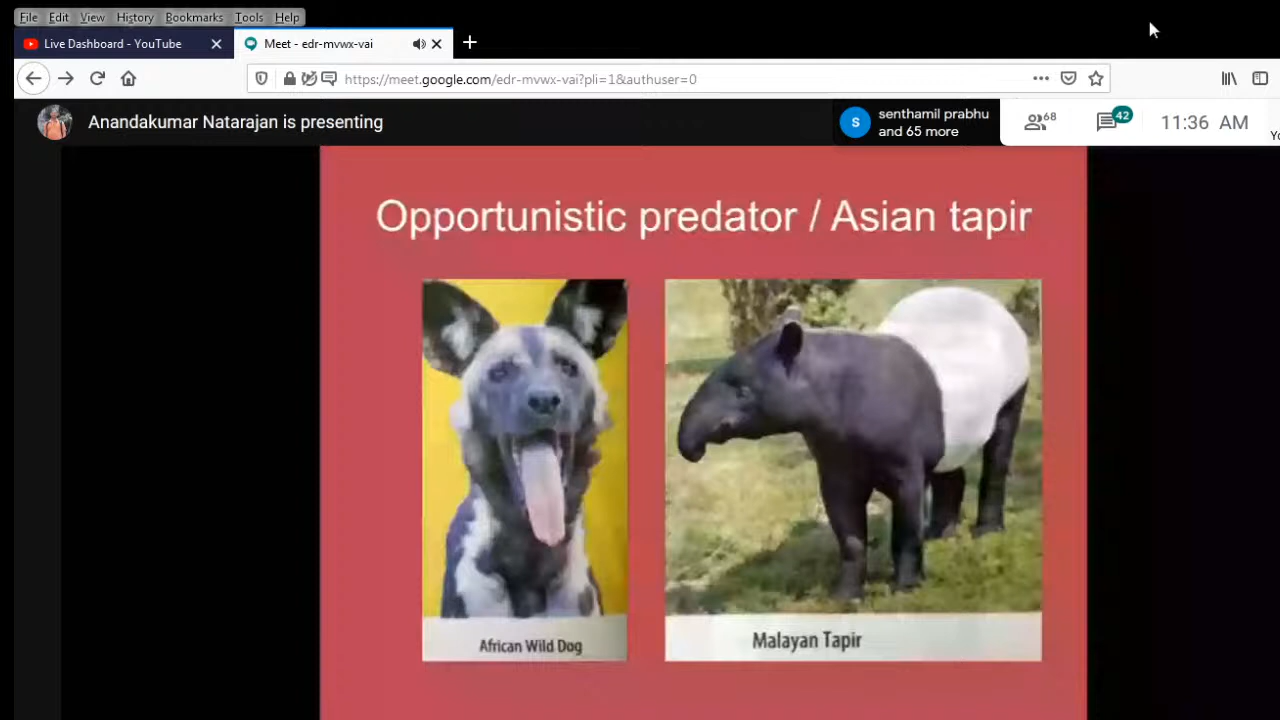 File Edit View History Bookmarks Tools Help
Live Dashboard - YouTube
Meet - edr-mvwx-vai
https://meet.google.com/edr-mvwx-vai?pli=1&authuser=0
Anandakumar Natarajan is presenting
S
senthamil prabhu
and 65 more
68
42
11:36 AM
Opportunistic predator / Asian tapir
African Wild Dog
Malayan Tapir